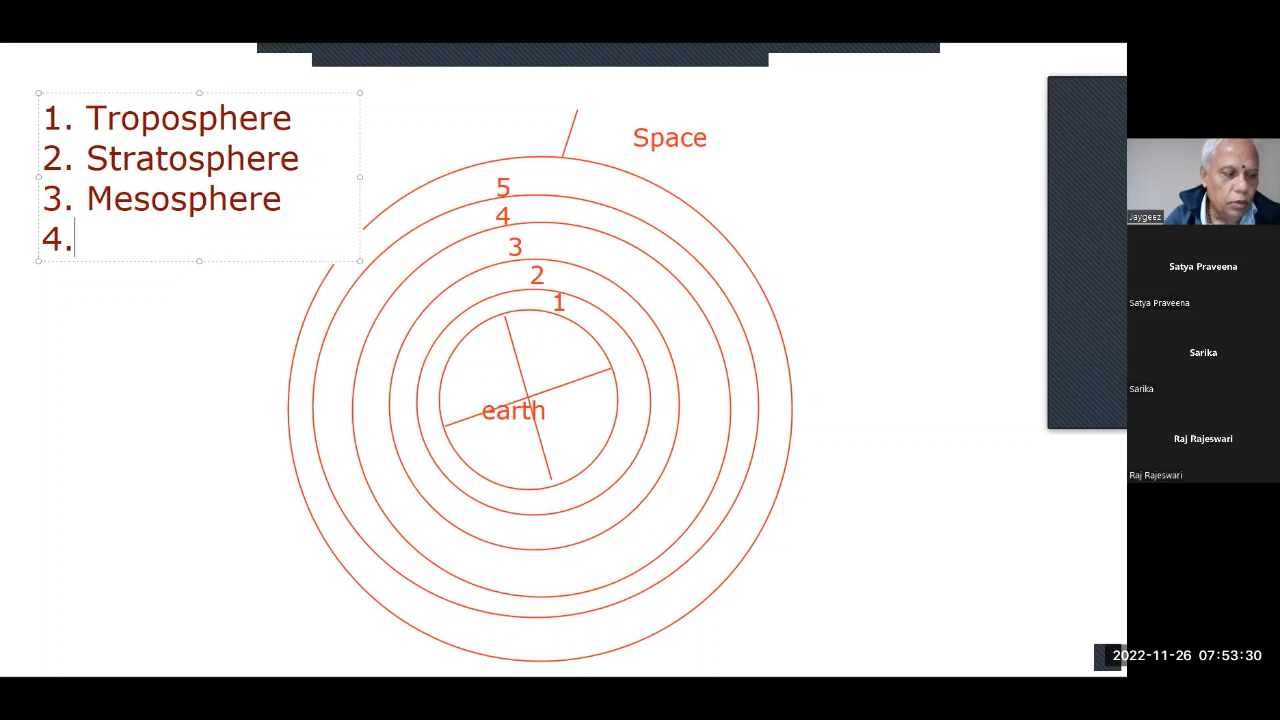 1. Troposphere
2. Stratosphere
3. Mesosphere
4.
Space
5
4
3
2
1
earth
Jaygeez
Satya Praveena
Satya Praveena
Sarika
Sarika
Raj Rajeswari
Raj Rajeswari
2022-11-26 07:53:30